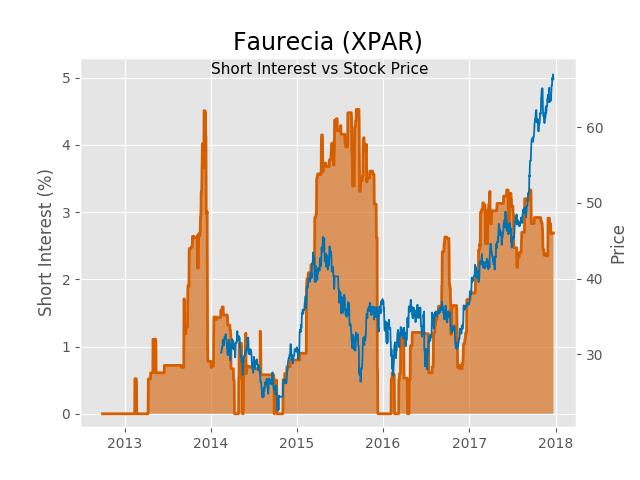 Faurecia (XPAR)
Short Interest vs Stock Price
Short Interest (%)
5
4
3
2
1
0
60
50
40
30
Price
2013 2014 2015 2016 2017 2018